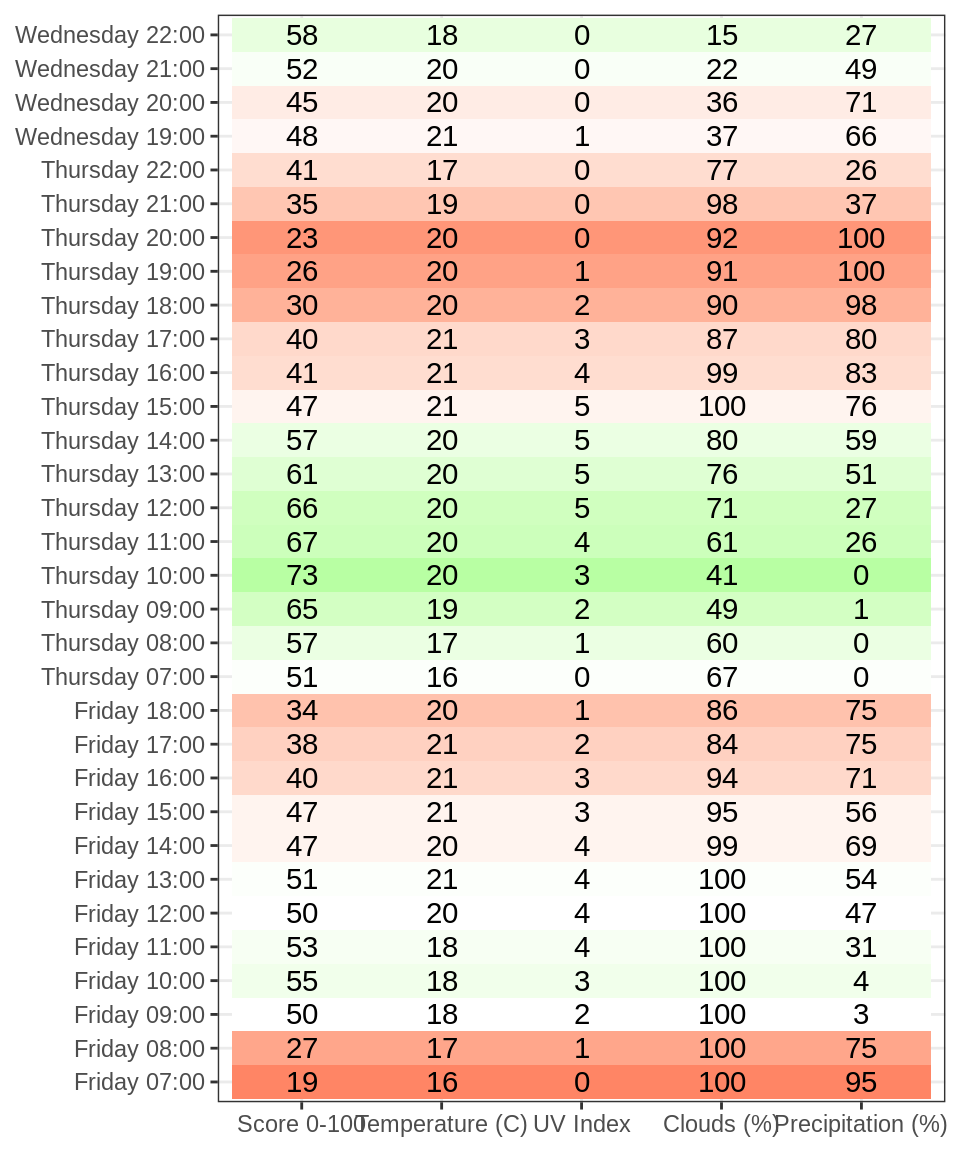 Wednesday 22:00 58 18 0 15 27
Wednesday 21:00 52 20 0 22 49
Wednesday 20:00 45 20 0 36 71
Wednesday 19:00 48 21 1 37 66
Thursday 22:00 41 17 0 77 26
Thursday 21:00 35 19 0 98 37
Thursday 20:00 23 20 0 92 100
Thursday 19:00 26 20 1 91 100
Thursday 18:00 30 20 2 90 98
Thursday 17:00 40 21 3 87 80
Thursday 16:00 41 21 4 99 83
Thursday 15:00 47 21 5 100 76
Thursday 14:00 57 20 5 80 59
Thursday 13:00 61 20 5 76 51
Thursday 12:00 66 20 5 71 27
Thursday 11:00 67 20 4 61 26
Thursday 10:00 73 20 3 41 0
Thursday 09:00 65 19 2 49 1
Thursday 08:00 57 17 1 60 0
Thursday 07:00 51 16 0 67 0
Friday 18:00 34 20 1 86 75
Friday 17:00 38 21 2 84 75
Friday 16:00 40 21 3 94 71
Friday 15:00 47 21 3 95 56
Friday 14:00 47 20 4 99 69
Friday 13:00 51 21 4 100 54
Friday 12:00 50 20 4 100 47
Friday 11:00 53 18 4 100 31
Friday 10:00 55 18 3 100 4
Friday 09:00 50 18 2 100 3
Friday 08:00 27 17 1 100 75
Friday 07:00 19 16 0 100 95
Score 0-100 Temperature (C) UV Index Clouds (%) Precipitation (%)